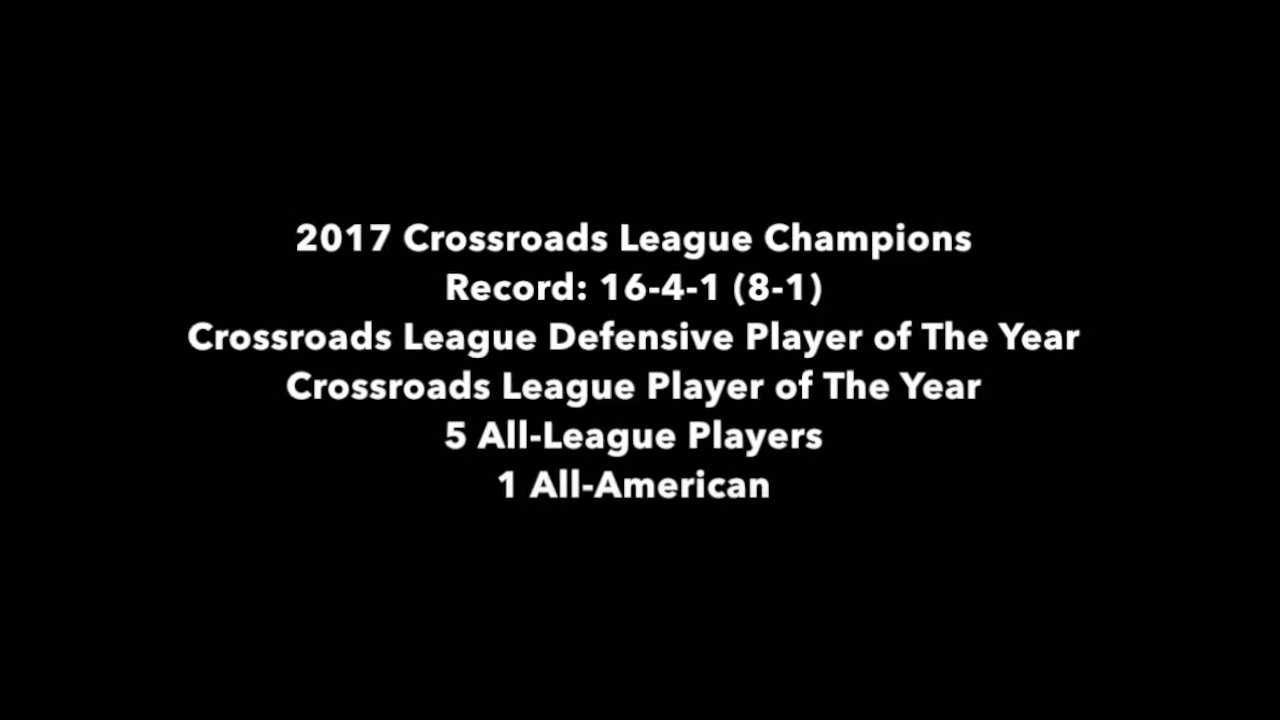 2017 Crossroads League Champions
Record: 16-4-1 (8-1)
Crossroads League Defensive Player of The Year
Crossroads League Player of The Year
5 All-League Players
1 All-American